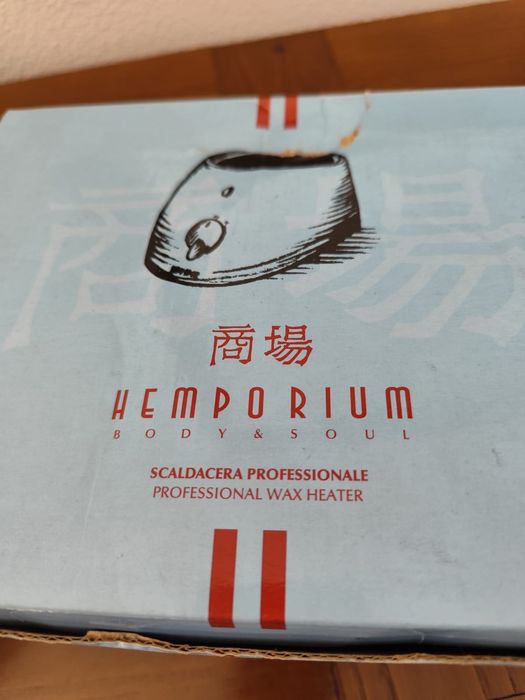 商場
HEMPORIUM
BODY & SOUL
SCALDACERA PROFESSIONALE
PROFESSIONAL WAX HEATER